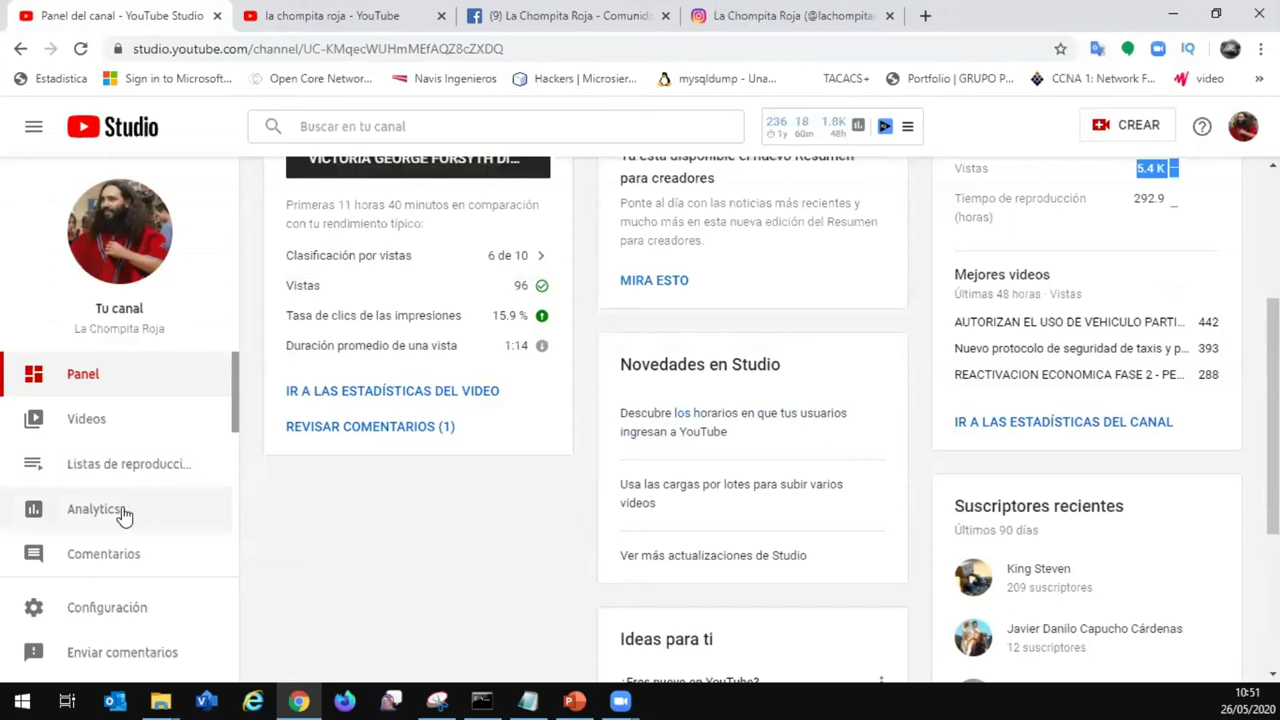 Panel del canal - YouTube Studio
la chompita roja - YouTube
(9) La Chompita Roja - Comunid
La Chompita Roja (@lachompita
studio.youtube.com/channel/UC-KMqecWUHmMEfAQZ8cZXDQ
Estadistica
Sign in to Microsoft...
Open Core Networ...
Navis Ingenieros
Hackers | Microsier...
mysqldump - Una...
TACACS+
Portfolio | GRUPO P...
CCNA 1: Network F...
video
»
Studio
Buscar en tu canal
236 18 1.8K
1y 60m 48h
CREAR
Tu canal
La Chompita Roja
Panel
Videos
Listas de reproducci...
Analytics
Comentarios
Configuración
Enviar comentarios
VICTORIA GEORGE FORSYTH DI...
Primeras 11 horas 40 minutos en comparación
con tu rendimiento típico:
Clasificación por vistas 6 de 10
Vistas 96
Tasa de clics de las impresiones 15.9 %
Duración promedio de una vista 1:14
IR A LAS ESTADÍSTICAS DEL VIDEO
REVISAR COMENTARIOS (1)
Ya está disponible el nuevo Resumen
para creadores
Ponte al día con las noticias más recientes y
mucho más en esta nueva edición del Resumen
para creadores.
MIRA ESTO
Novedades en Studio
Descubre los horarios en que tus usuarios
ingresan a YouTube
Usa las cargas por lotes para subir varios
videos
Ver más actualizaciones de Studio
Ideas para ti
¿Eres nuevo en YouTube?
Vistas 5.4 K
Tiempo de reproducción 292.9
(horas)
Mejores videos
Últimas 48 horas · Vistas
AUTORIZAN EL USO DE VEHICULO PARTI... 442
Nuevo protocolo de seguridad de taxis y p... 393
REACTIVACION ECONOMICA FASE 2 - PE... 288
IR A LAS ESTADÍSTICAS DEL CANAL
Suscriptores recientes
Últimos 90 días
King Steven
209 suscriptores
Javier Danilo Capucho Cárdenas
12 suscriptores
10:51
26/05/2020